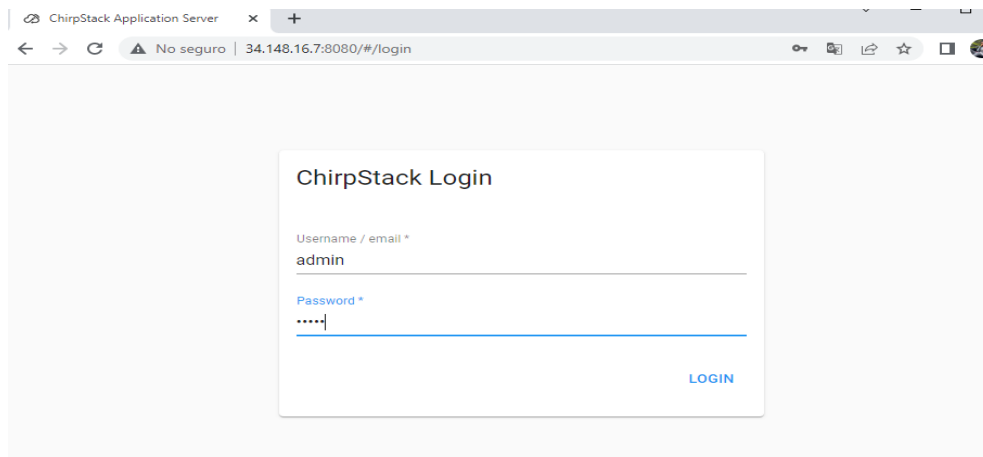 ChirpStack Application Server
No seguro | 34.148.16.7:8080/#/login
ChirpStack Login
Username / email *
admin
Password *
•••••
LOGIN